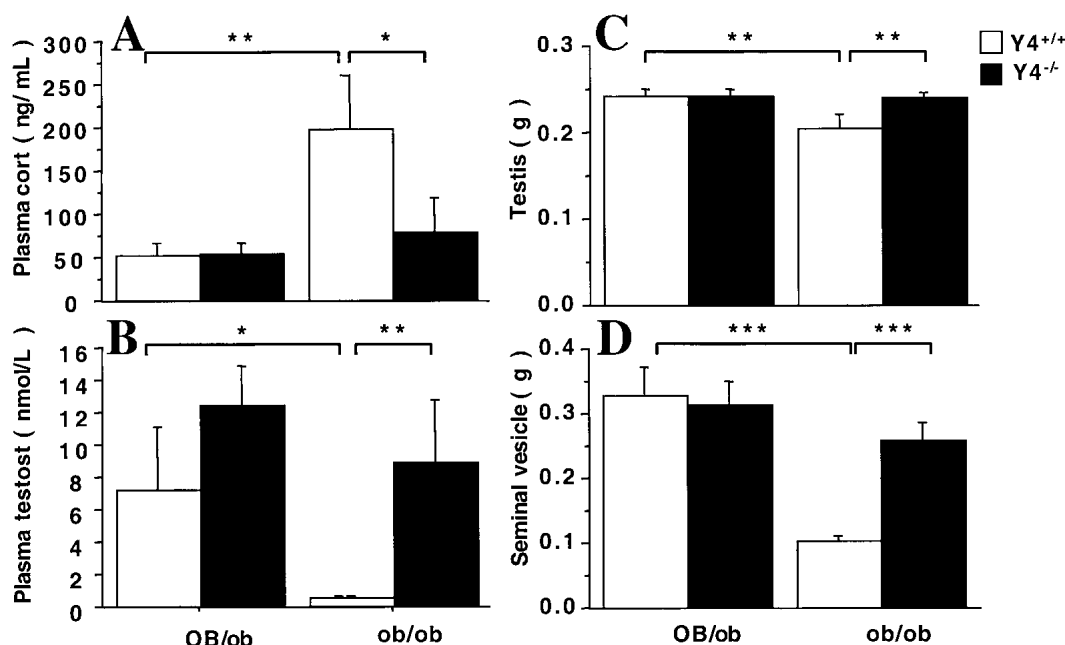 A
** *
Plasma cort ( ng/ mL)
300
250
200
150
100
50
0
C
** **
Testis ( g )
0.3
0.2
0.1
0.0
Y4+/+
Y4-/-
B
* **
Plasma testost ( nmol/L )
16
14
12
10
8
6
4
2
0
OB/ob ob/ob
D
*** ***
Seminal vesicle ( g )
0.4
0.3
0.2
0.1
0.0
OB/ob ob/ob